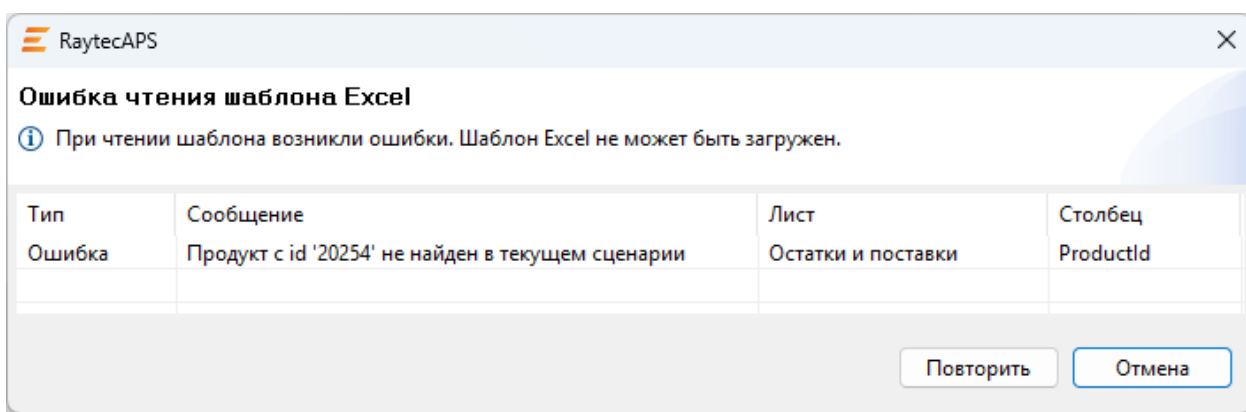 RaytecAPS
Ошибка чтения шаблона Excel
При чтении шаблона возникли ошибки. Шаблон Excel не может быть загружен.
Тип Сообщение Лист Столбец
Ошибка Продукт с id '20254' не найден в текущем сценарии Остатки и поставки ProductId
Повторить Отмена